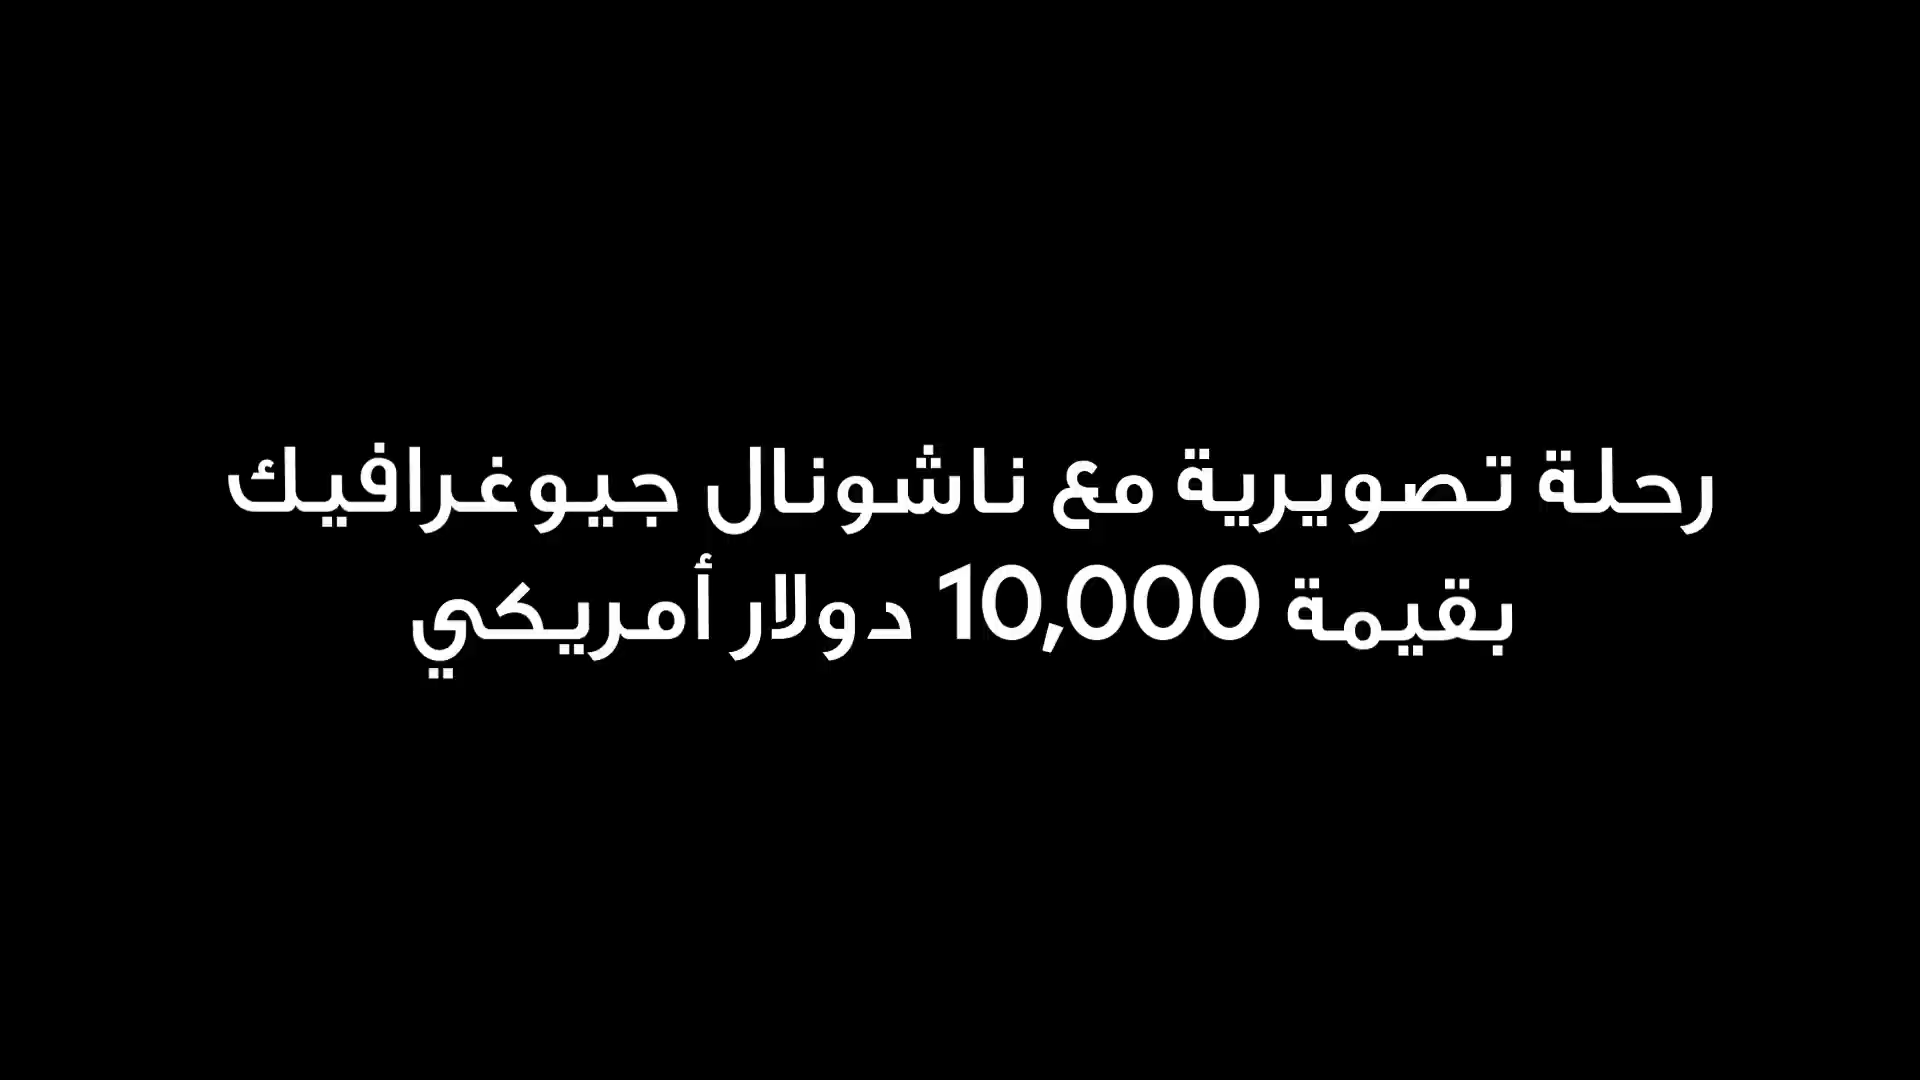 رحلة تصويرية مع ناشونال جيوغرافيك
بقيمة 10,000 دولار أمريكي